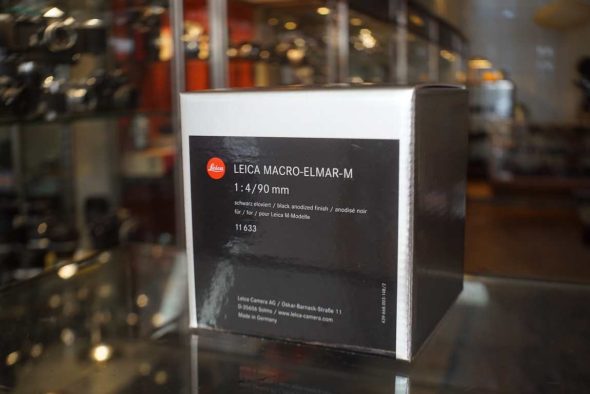 Leica
LEICA MACRO-ELMAR-M
1:4/90 mm
schwarz eloxiert / black anodized finish / anodisé noir
für / for / pour Leica M-Modelle
11 633
Leica Camera AG / Oskar-Barnack-Straße 11
D-35606 Solms / www.leica-camera.com
Made in Germany